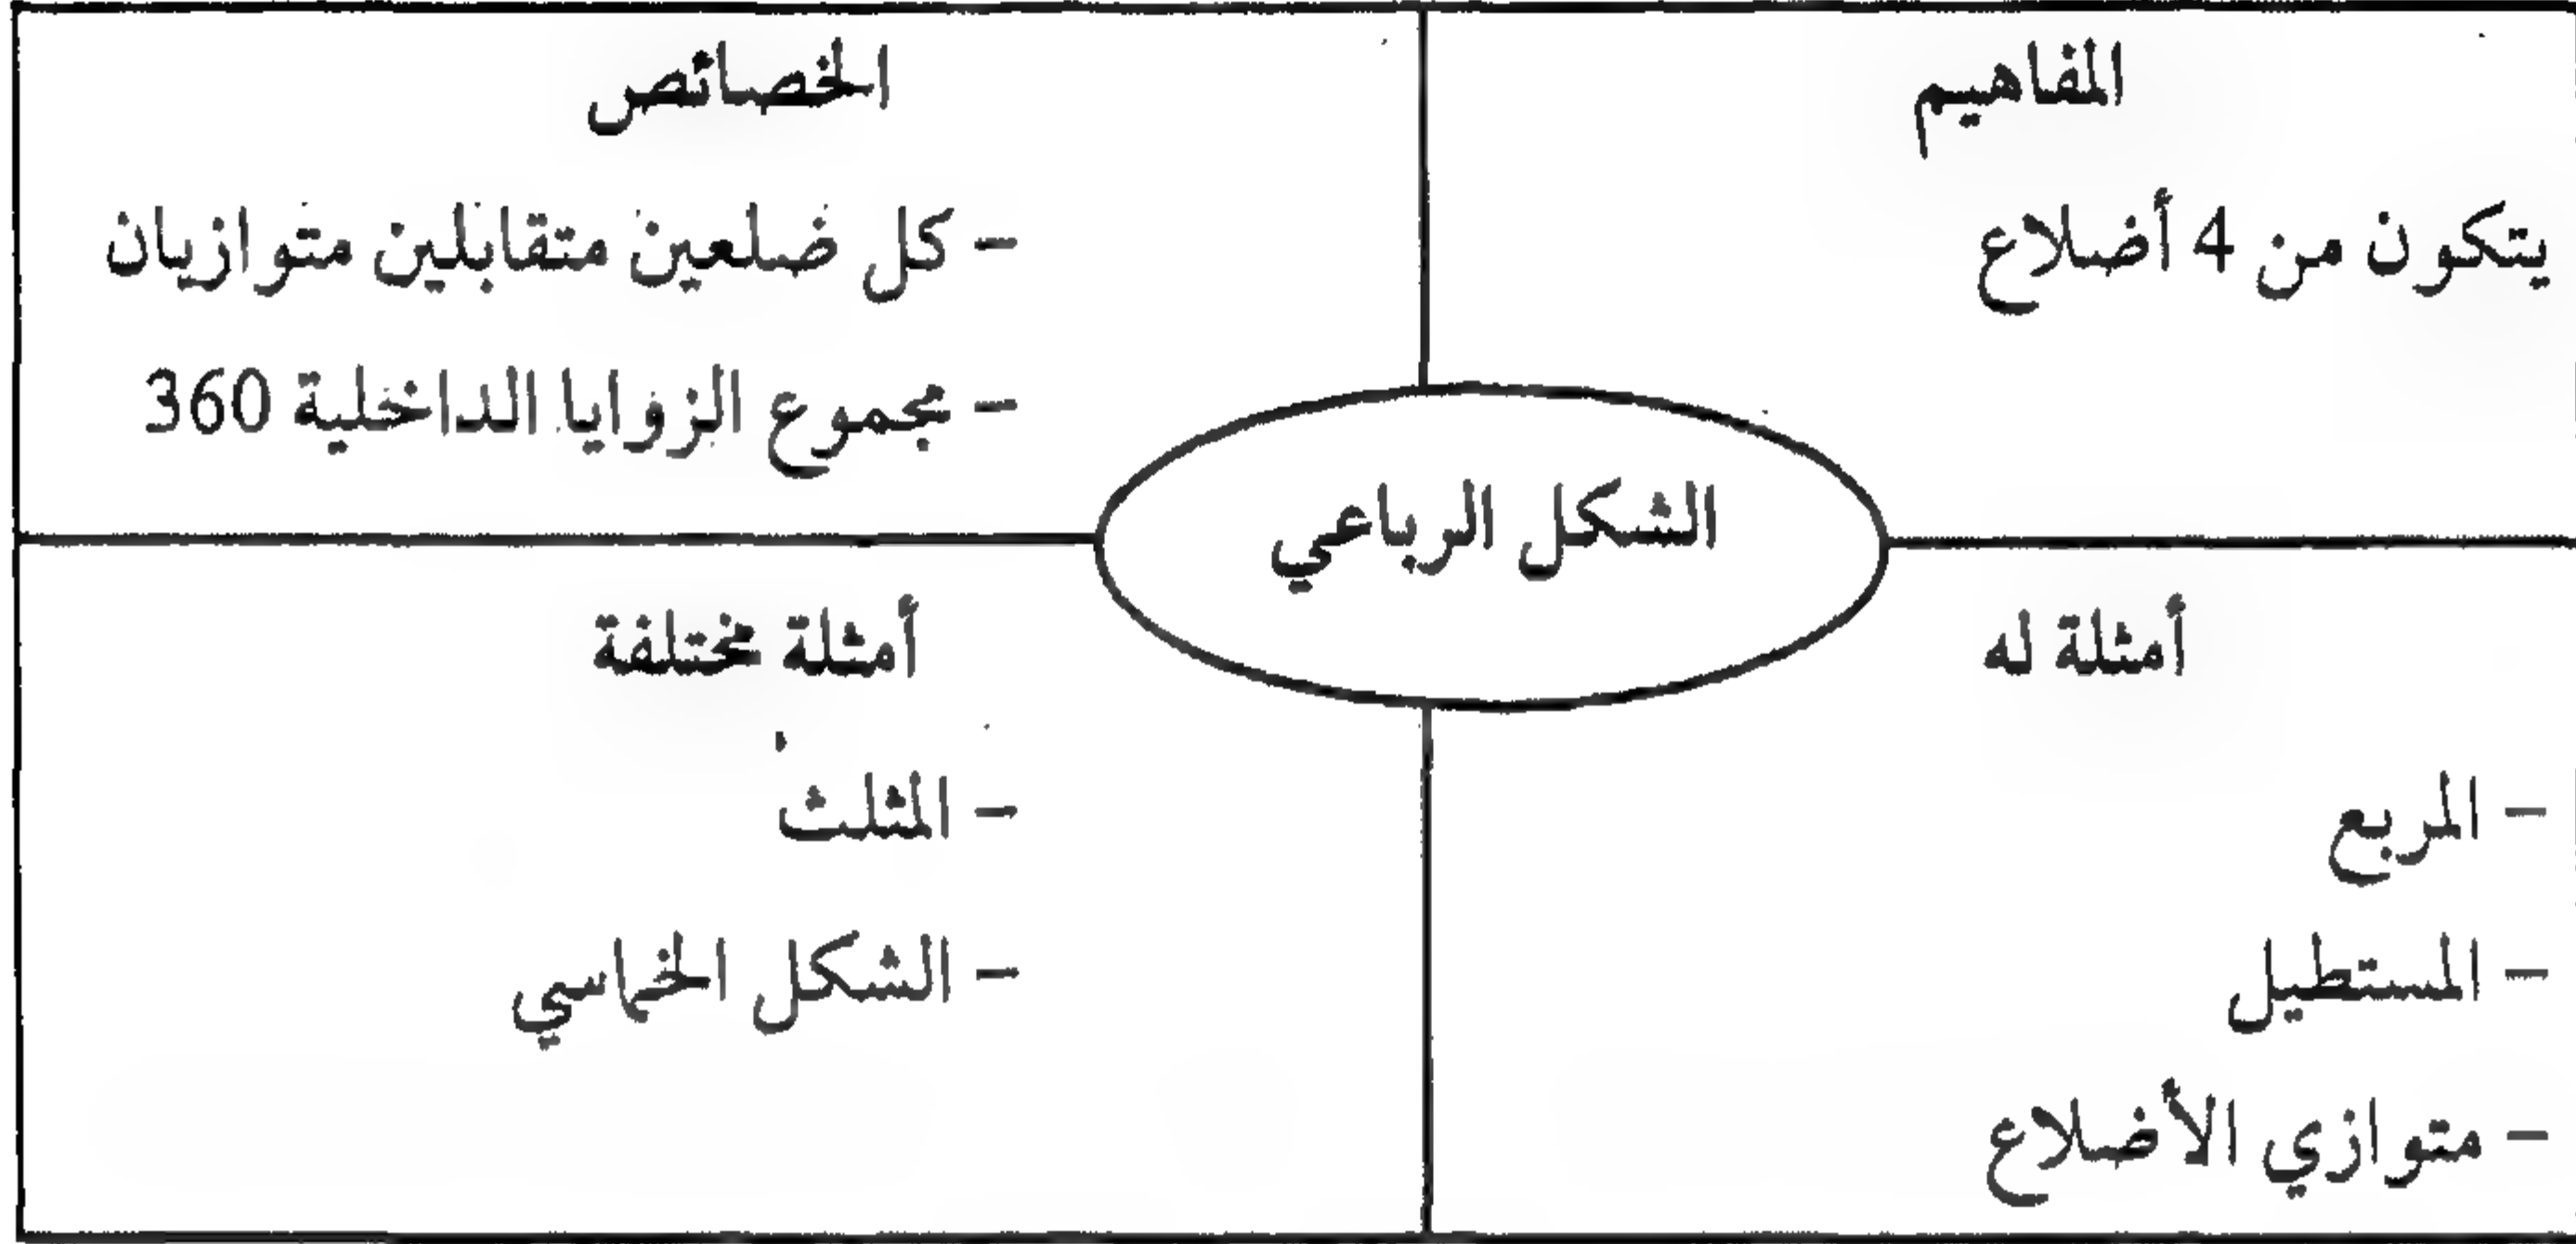 المفاهيم
يتكون من 4 أضلاع
الخصائص
- كل ضلعين متقابلين متوازيان
- مجموع الزوايا الداخلية 360
الشكل الرباعي
أمثلة له
- المربع
- المستطيل
- متوازي الأضلاع
أمثلة مختلفة
- المثلث
- الشكل الخماسي